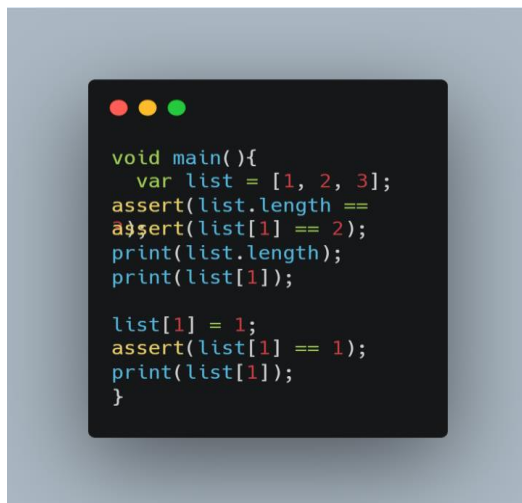 void main(){
var list = [1, 2, 3];
assert(list.length ==
assert(list[1] == 2);
print(list.length);
print(list[1]);
list[1] = 1;
assert(list[1] == 1);
print(list[1]);
}